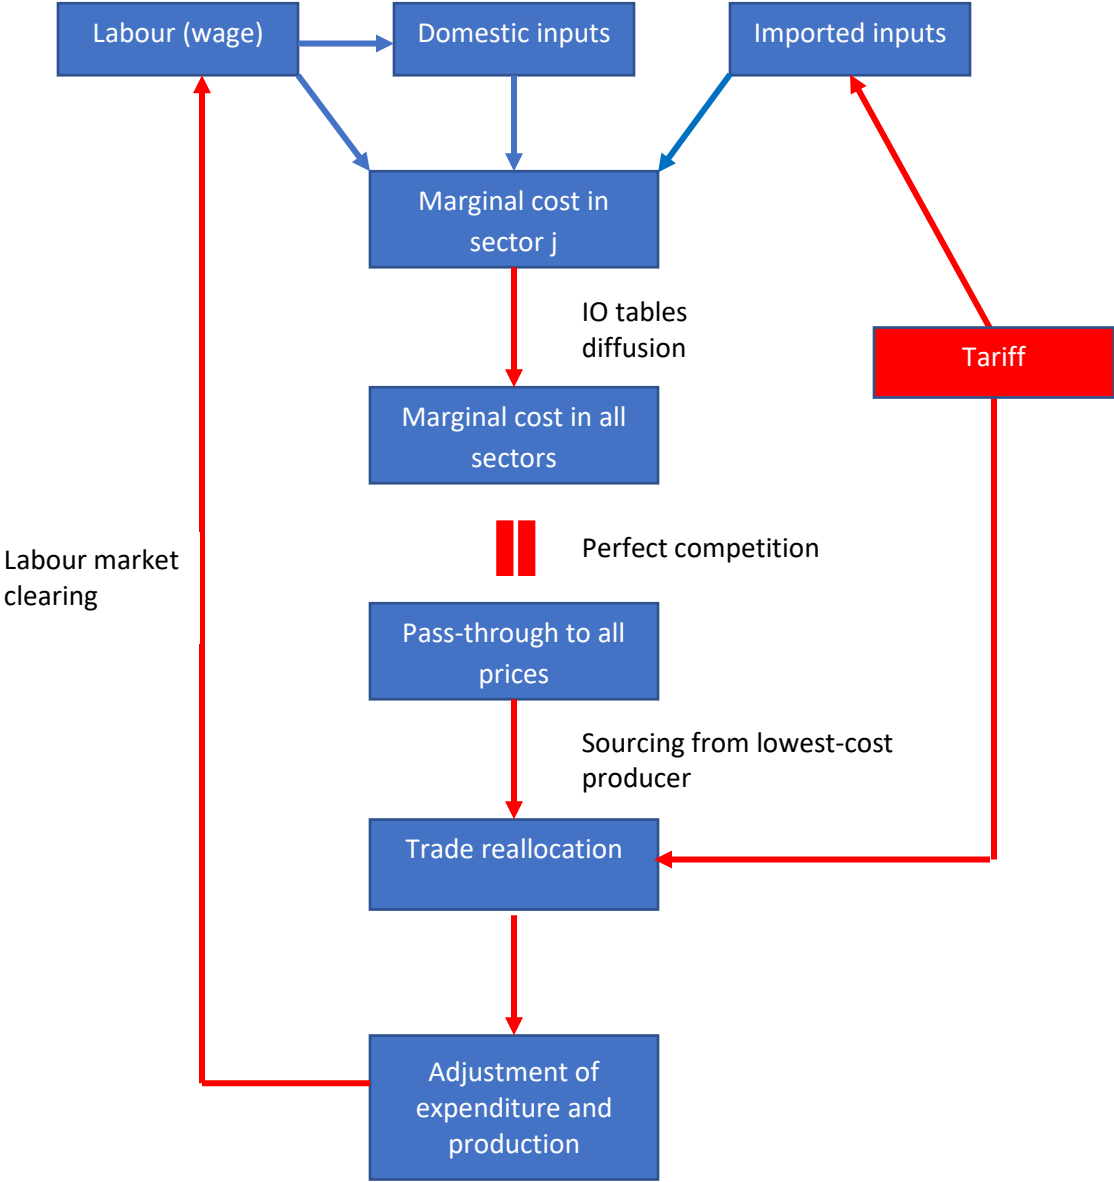 Labour (wage)
Domestic inputs
Imported inputs
Marginal cost in
sector j
IO tables
diffusion
Tariff
Marginal cost in all
sectors
Labour market
clearing
Perfect competition
Pass-through to all
prices
Sourcing from lowest-cost
producer
Trade reallocation
Adjustment of
expenditure and
production